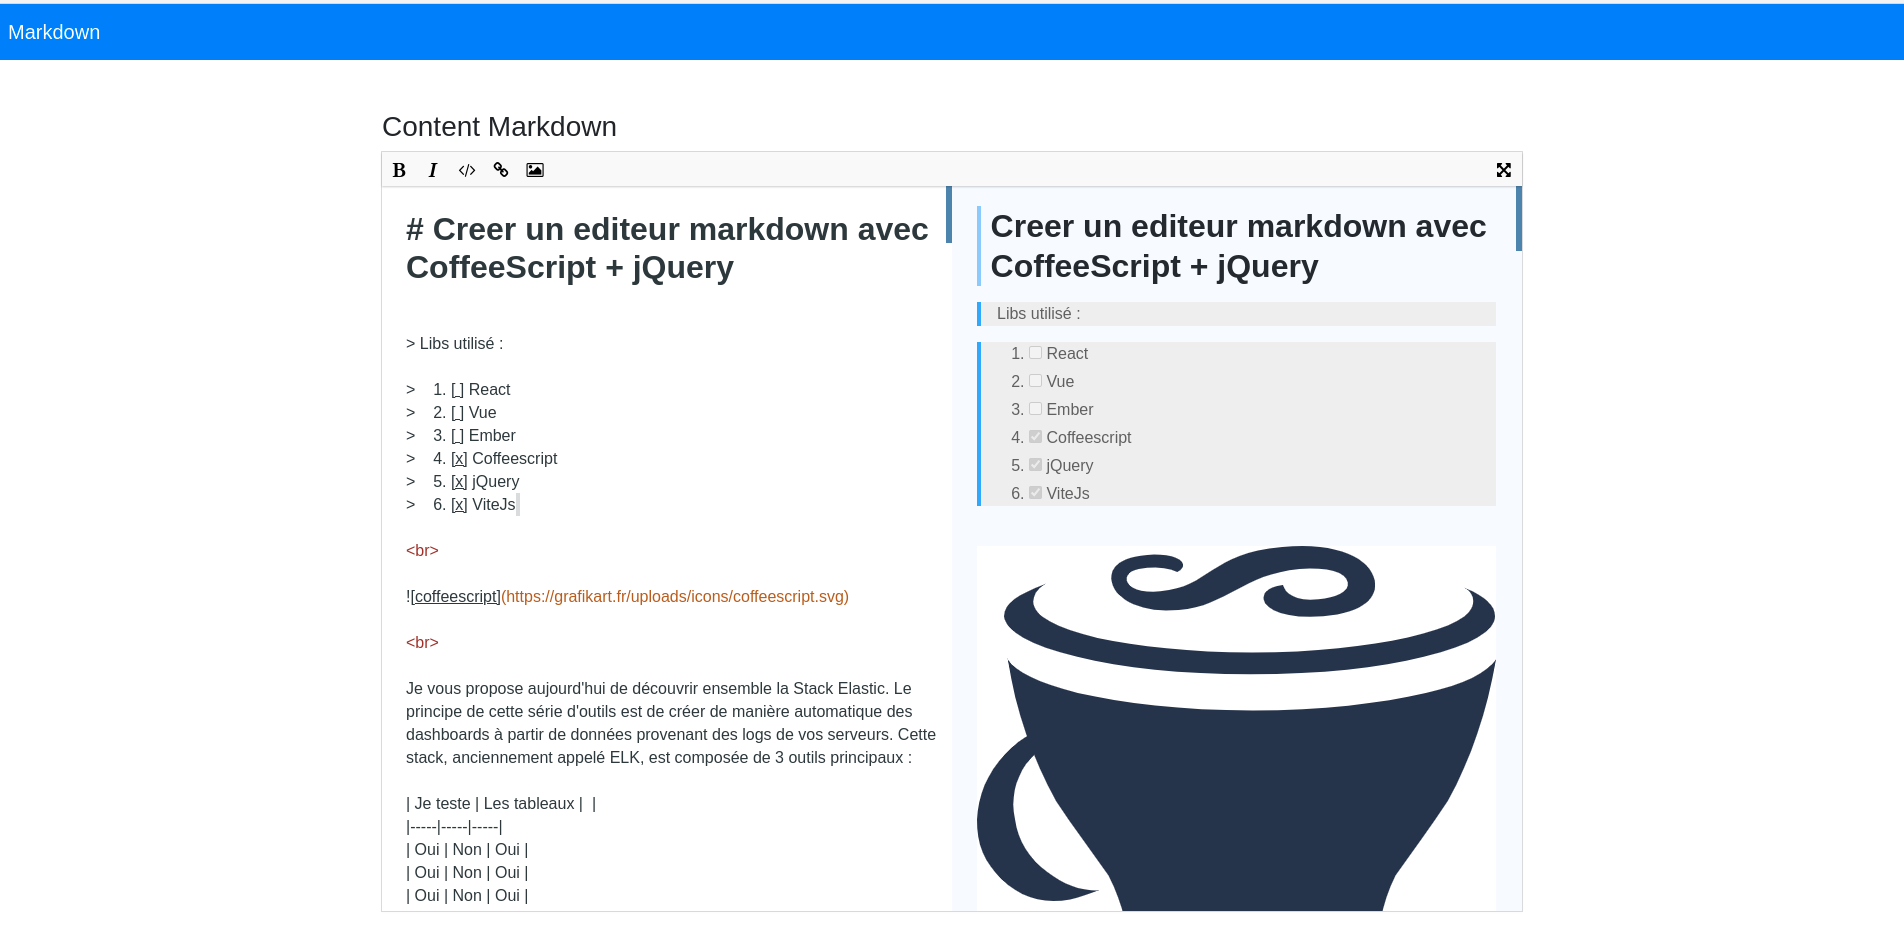 Markdown
Content Markdown
B I </>
# Creer un editeur markdown avec
CoffeeScript + jQuery
> Libs utilisé :
> 1. [ ] React
> 2. [ ] Vue
> 3. [ ] Ember
> 4. [x] Coffeescript
> 5. [x] jQuery
> 6. [x] ViteJs
<br>
![coffeescript](https://grafikart.fr/uploads/icons/coffeescript.svg)
<br>
Je vous propose aujourd'hui de découvrir ensemble la Stack Elastic. Le
principe de cette série d'outils est de créer de manière automatique des
dashboards à partir de données provenant des logs de vos serveurs. Cette
stack, anciennement appelé ELK, est composée de 3 outils principaux :
| Je teste | Les tableaux |  |
|-----|-----|-----|
| Oui | Non | Oui |
| Oui | Non | Oui |
| Oui | Non | Oui |
Creer un editeur markdown avec
CoffeeScript + jQuery
Libs utilisé :
1. React
2. Vue
3. Ember
4. Coffeescript
5. jQuery
6. ViteJs